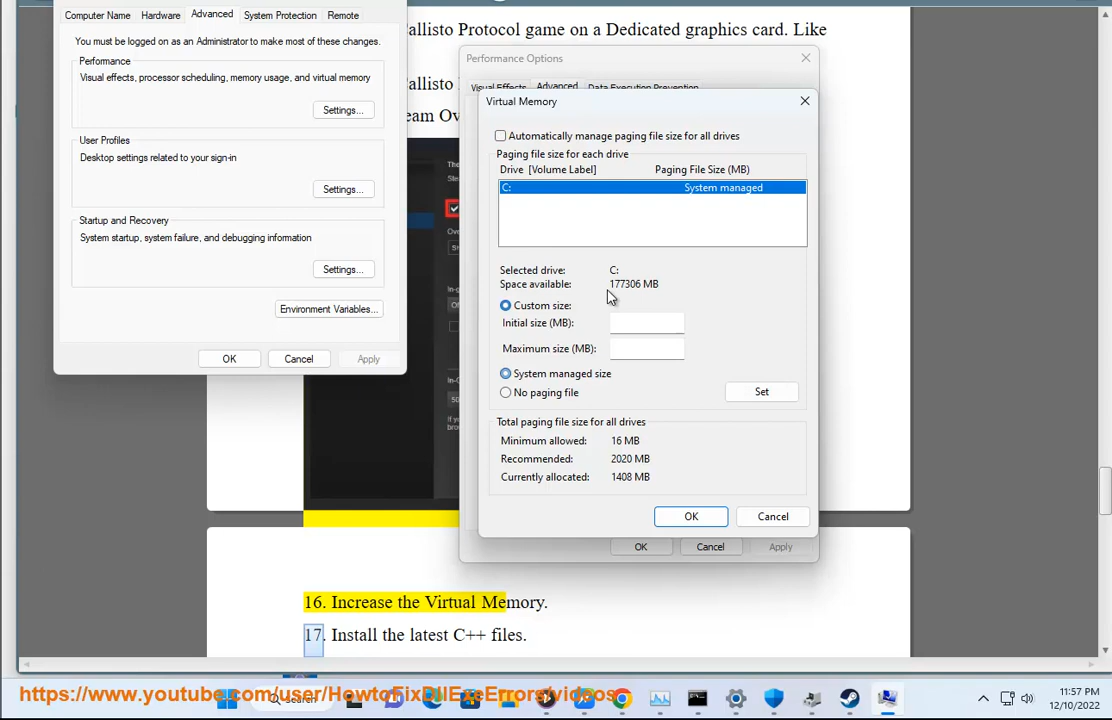 Computer Name Hardware Advanced System Protection Remote
You must be logged on as an Administrator to make most of these changes.
Performance
Visual effects, processor scheduling, memory usage, and virtual memory
Settings...
User Profiles
Desktop settings related to your sign-in
Settings...
Startup and Recovery
System startup, system failure, and debugging information
Settings...
Environment Variables...
OK Cancel Apply
Callisto Protocol game on a Dedicated graphics card. Like
Performance Options
Visual Effects Advanced Data Execution Prevention
Virtual Memory
Automatically manage paging file size for all drives
Paging file size for each drive
Drive [Volume Label] Paging File Size (MB)
C: System managed
Selected drive: C:
Space available: 177306 MB
Custom size:
Initial size (MB):
Maximum size (MB):
System managed size
No paging file
Set
Total paging file size for all drives
Minimum allowed: 16 MB
Recommended: 2020 MB
Currently allocated: 1408 MB
OK Cancel
OK Cancel Apply
16. Increase the Virtual Memory.
17. Install the latest C++ files.
https://www.youtube.com/user/HowtoFixDllExeErrors/videos
Search
11:57 PM
12/10/2022